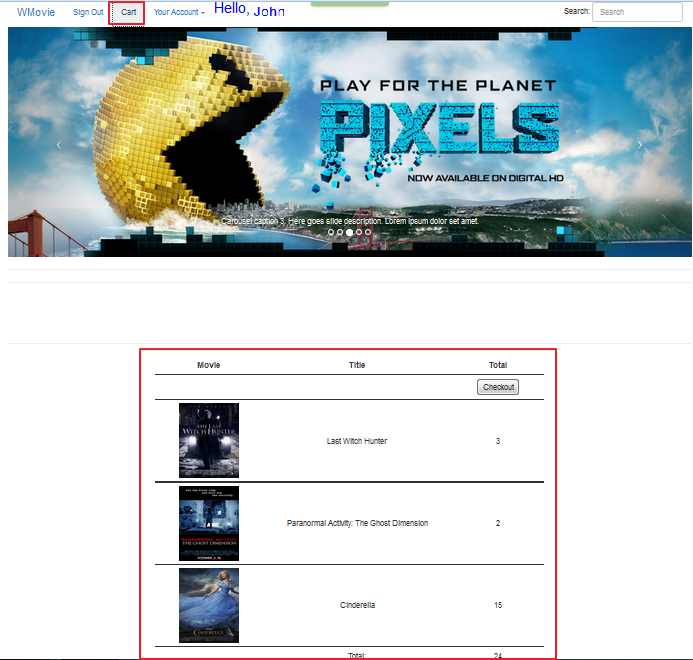 WMovie Sign Out Cart Your Account Hello, John Search: Search
PLAY FOR THE PLANET
PIXELS
NOW AVAILABLE ON DIGITAL HD
Carousel caption 3. Here goes slide description. Lorem ipsum dolor set amet.
Movie Title Total
Checkout
THE LAST
WITCH HUNTER
Last Witch Hunter 3
THE GHOST DIMENSION
Paranormal Activity: The Ghost Dimension 2
CINDERELLA
Cinderella 15
Total: 24